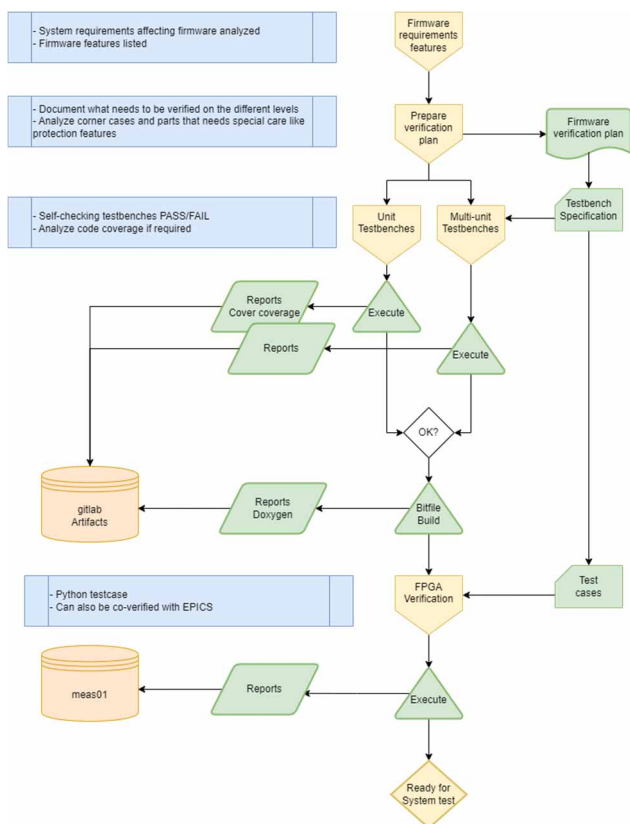 - System requirements affecting firmware analyzed
- Firmware features listed
Firmware
requirements
features
- Document what needs to be verified on the different levels
- Analyze corner cases and parts that needs special care like
protection features
Prepare
verification
plan
Firmware
verification plan
- Self-checking testbenches PASS/FAIL
- Analyze code coverage if required
Unit
Testbenches
Multi-unit
Testbenches
Testbench
Specification
Reports
Cover coverage
Execute
Reports
Execute
OK?
gitlab
Artifacts
Reports
Doxygen
Bitfile
Build
- Python testcase
- Can also be co-verified with EPICS
FPGA
Verification
Test
cases
meas01
Reports
Execute
Ready for
System test